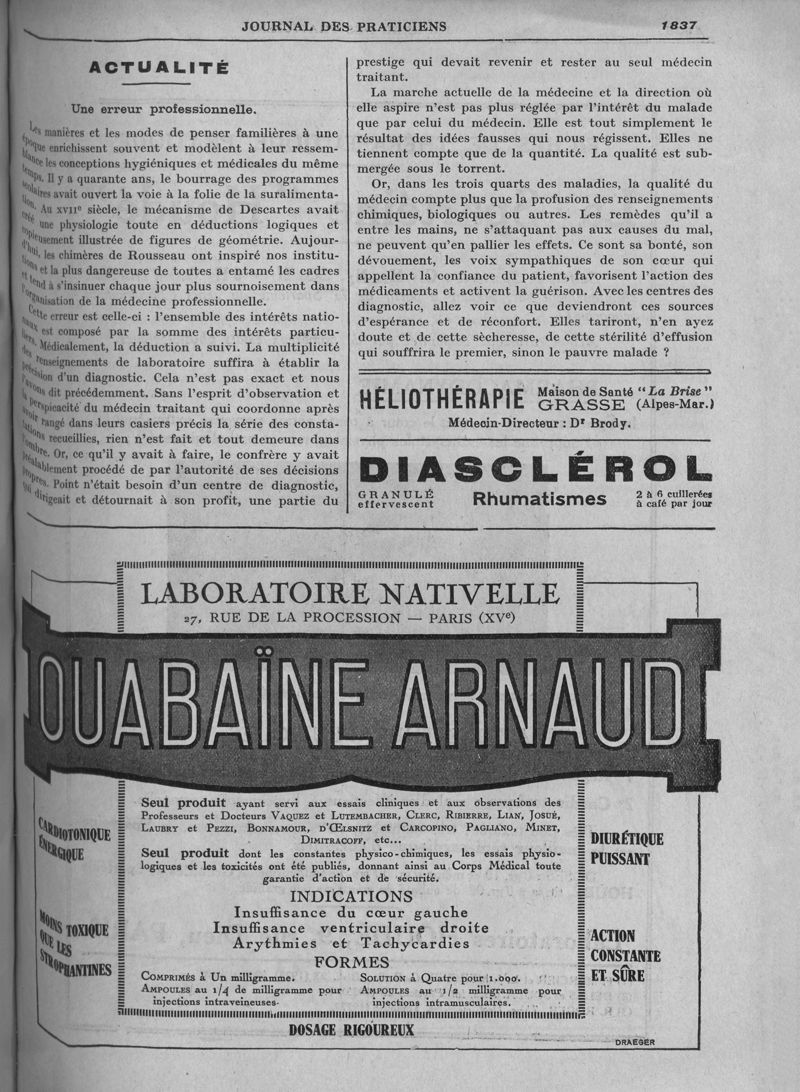 JOURNAL DES PRATICIENS
1837
ACTUALITÉ
Une erreur professionnelle.
Les manières et les modes de penser familières à une
époque enrichissent souvent et modèlent à leur ressem-
blance les conceptions hygiéniques et médicales du même
temps. Il y a quarante ans, le bourrage des programmes
scolaires avait ouvert la voie à la folie de la suralimenta-
tion. Au XVIIe siècle, le mécanisme de Descartes avait
créé une physiologie toute en déductions logiques et
pieusement illustrée de figures de géométrie. Aujour-
d'hui, les chimères de Rousseau ont inspiré nos institu-
tions et la plus dangereuse de toutes a entamé les cadres
et tend à s'insinuer chaque jour plus sournoisement dans
l'organisation de la médecine professionnelle.
Cette erreur est celle-ci : l'ensemble des intérêts natio-
naux est composé par la somme des intérêts particu-
liers. Médicalement, la déduction a suivi. La multiplicité
des renseignements de laboratoire suffira à établir la
précision d'un diagnostic. Cela n'est pas exact et nous
l'avons dit précédemment. Sans l'esprit d'observation et
la perspicacité du médecin traitant qui coordonne après
avoir rangé dans leurs casiers précis la série des consta-
tations recueillies, rien n'est fait et tout demeure dans
l'ombre. Or, ce qu'il y avait à faire, le confrère y avait
préalablement procédé de par l'autorité de ses décisions
propres. Point n'était besoin d'un centre de diagnostic,
qui dirigeait et détournait à son profit, une partie du
prestige qui devait revenir et rester au seul médecin
traitant.
La marche actuelle de la médecine et la direction où
elle aspire n'est pas plus réglée par l'intérêt du malade
que par celui du médecin. Elle est tout simplement le
résultat des idées fausses qui nous régissent. Elles ne
tiennent compte que de la quantité. La qualité est sub-
mergée sous le torrent.
Or, dans les trois quarts des maladies, la qualité du
médecin compte plus que la profusion des renseignements
chimiques, biologiques ou autres. Les remèdes qu'il a
entre les mains, ne s'attaquant pas aux causes du mal,
ne peuvent qu'en pallier les effets. Ce sont sa bonté, son
dévouement, les voix sympathiques de son cœur qui
appellent la confiance du patient, favorisent l'action des
médicaments et activent la guérison. Avec les centres des
diagnostic, allez voir ce que deviendront ces sources
d'espérance et de réconfort. Elles tariront, n'en ayez
doute et de cette sècheresse, de cette stérilité d'effusion
qui souffrira le premier, sinon le pauvre malade ?
HÉLIOTHÉRAPIE Maison de Santé "La Brise"
GRASSE (Alpes-Mar.)
Médecin-Directeur : Dr Brody.
DIASCLÉROL
GRANULÉ
effervescent
Rhumatismes
2 à 6 cuillerées
à café par jour
LABORATOIRE NATIVELLE
27, RUE DE LA PROCESSION — PARIS (XVe)
OUABAÏNE ARNAUD
CARDIOTONIQUE
ÉNERGIQUE
MOINS TOXIQUE
QUE LES
STROPHANTINES
Seul produit ayant servi aux essais cliniques et aux observations des
Professeurs et Docteurs VAQUEZ et LUTEMBACHER, CLERC, RIBIERRE, LIAN, JOSUÉ,
LAUBRY et PEZZI, BONNAMOUR, D'ŒLSNITZ et CARCOPINO, PAGLIANO, MINET,
DIMITRACOFF, etc...
Seul produit dont les constantes physico-chimiques, les essais physio-
logiques et les toxicités ont été publiés, donnant ainsi au Corps Médical toute
garantie d'action et de sécurité.
INDICATIONS
Insuffisance du cœur gauche
Insuffisance ventriculaire droite
Arythmies et Tachycardies
FORMES
COMPRIMÉS à Un milligramme.
AMPOULES au 1/4 de milligramme pour
injections intraveineuses.
SOLUTION à Quatre pour 1.000.
AMPOULES au 1/2 milligramme pour
injections intramusculaires.
DIURÉTIQUE
PUISSANT
ACTION
CONSTANTE
ET SÛRE
DOSAGE RIGOUREUX
DRAEGER